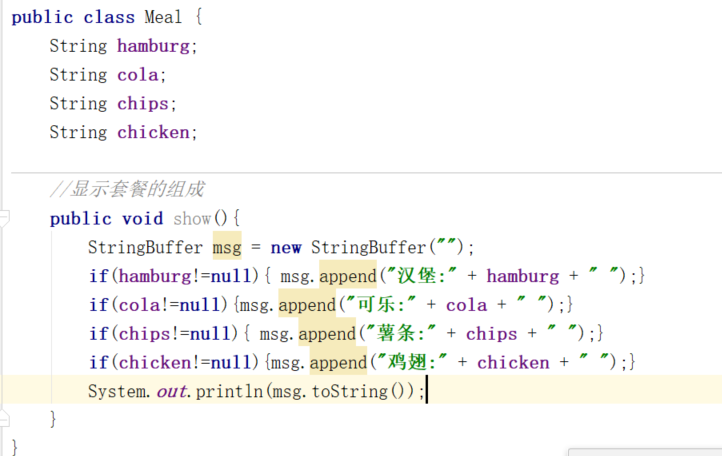 public class Meal {
String hamburg;
String cola;
String chips;
String chicken;
//显示套餐的组成
public void show(){
StringBuffer msg = new StringBuffer("");
if(hamburg!=null){ msg.append("汉堡:" + hamburg + " ");}
if(cola!=null){msg.append("可乐:" + cola + " ");}
if(chips!=null){ msg.append("薯条:" + chips + " ");}
if(chicken!=null){msg.append("鸡翅:" + chicken + " ");}
System.out.println(msg.toString());
}
}